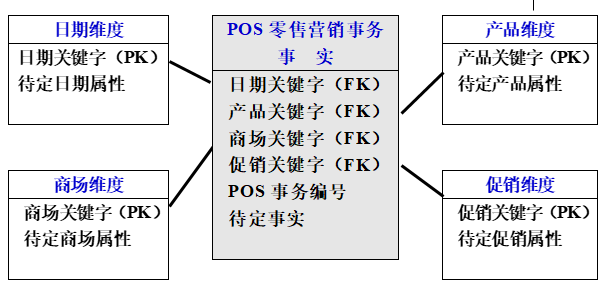 日期维度
日期关键字（PK）
待定日期属性
POS 零售营销事务
事 实
日期关键字（FK）
产品关键字（FK）
商场关键字（FK）
促销关键字（FK）
POS 事务编号
待定事实
产品维度
产品关键字（PK）
待定产品属性
商场维度
商场关键字（PK）
待定商场属性
促销维度
促销关键字（PK）
待定促销属性